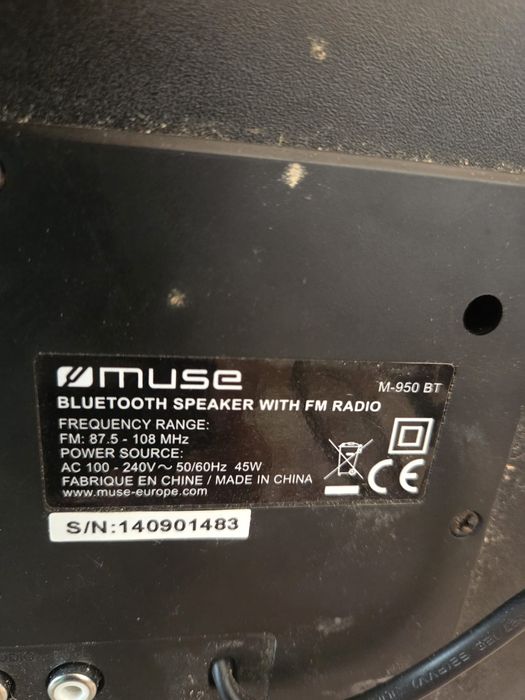 muse
M-950 BT
BLUETOOTH SPEAKER WITH FM RADIO
FREQUENCY RANGE:
FM: 87.5 - 108 MHz
POWER SOURCE:
AC 100 - 240V ~ 50/60Hz 45W
FABRIQUE EN CHINE / MADE IN CHINA
www.muse-europe.com
CE
S/N:140901483